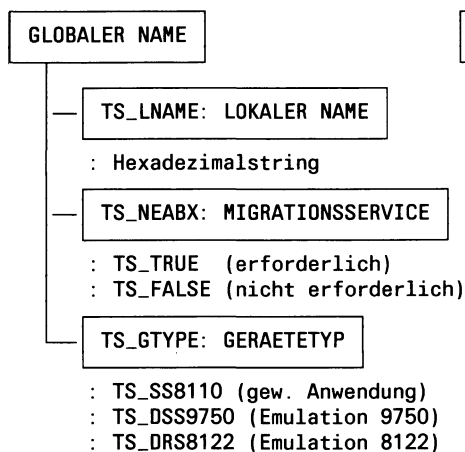 GLOBALER NAME
TS_LNAME: LOKALER NAME
: Hexadezimalstring
TS_NEABX: MIGRATIONSSERVICE
: TS_TRUE (erforderlich)
: TS_FALSE (nicht erforderlich)
TS_GTYPE: GERAETETYP
: TS_SS8110 (gew. Anwendung)
: TS_DSS9750 (Emulation 9750)
: TS_DRS8122 (Emulation 8122)